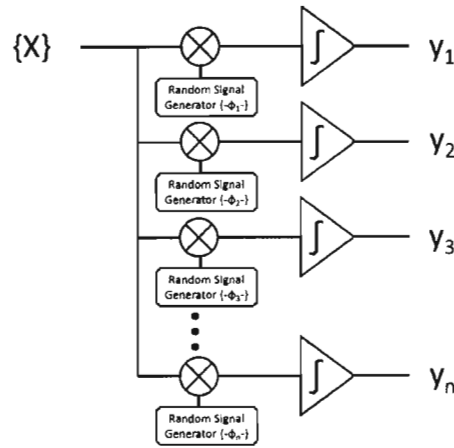 {X}
y1
Random Signal
Generator {-ϕ1-}
y2
Random Signal
Generator {-ϕ2-}
y3
Random Signal
Generator {-ϕ3-}
yn
Random Signal
Generator {-ϕn-}